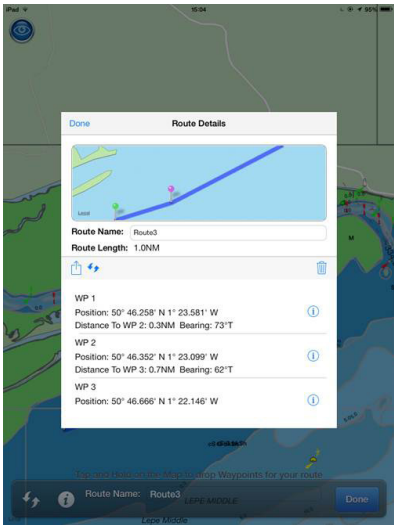 iPad
15:04
95%
Done
Route Details
Local
Route Name: Route3
Route Length: 1.0NM
WP 1
Position: 50° 46.258' N 1° 23.581' W
Distance To WP 2: 0.3NM Bearing: 73°T
WP 2
Position: 50° 46.352' N 1° 23.099' W
Distance To WP 3: 0.7NM Bearing: 62°T
WP 3
Position: 50° 46.666' N 1° 22.146' W
M
Tap and Hold on the Map to drop Waypoints for your route
Route Name: Route3
LEPE MIDDLE
Done
Lepe Middle